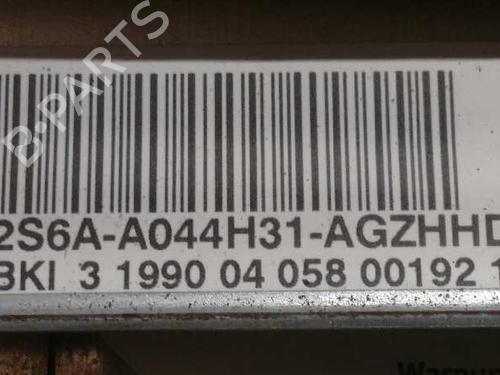 2S6A-A044H31-AGZHHD
BKI 3 1990 04 058 00192 1
B-PARTS